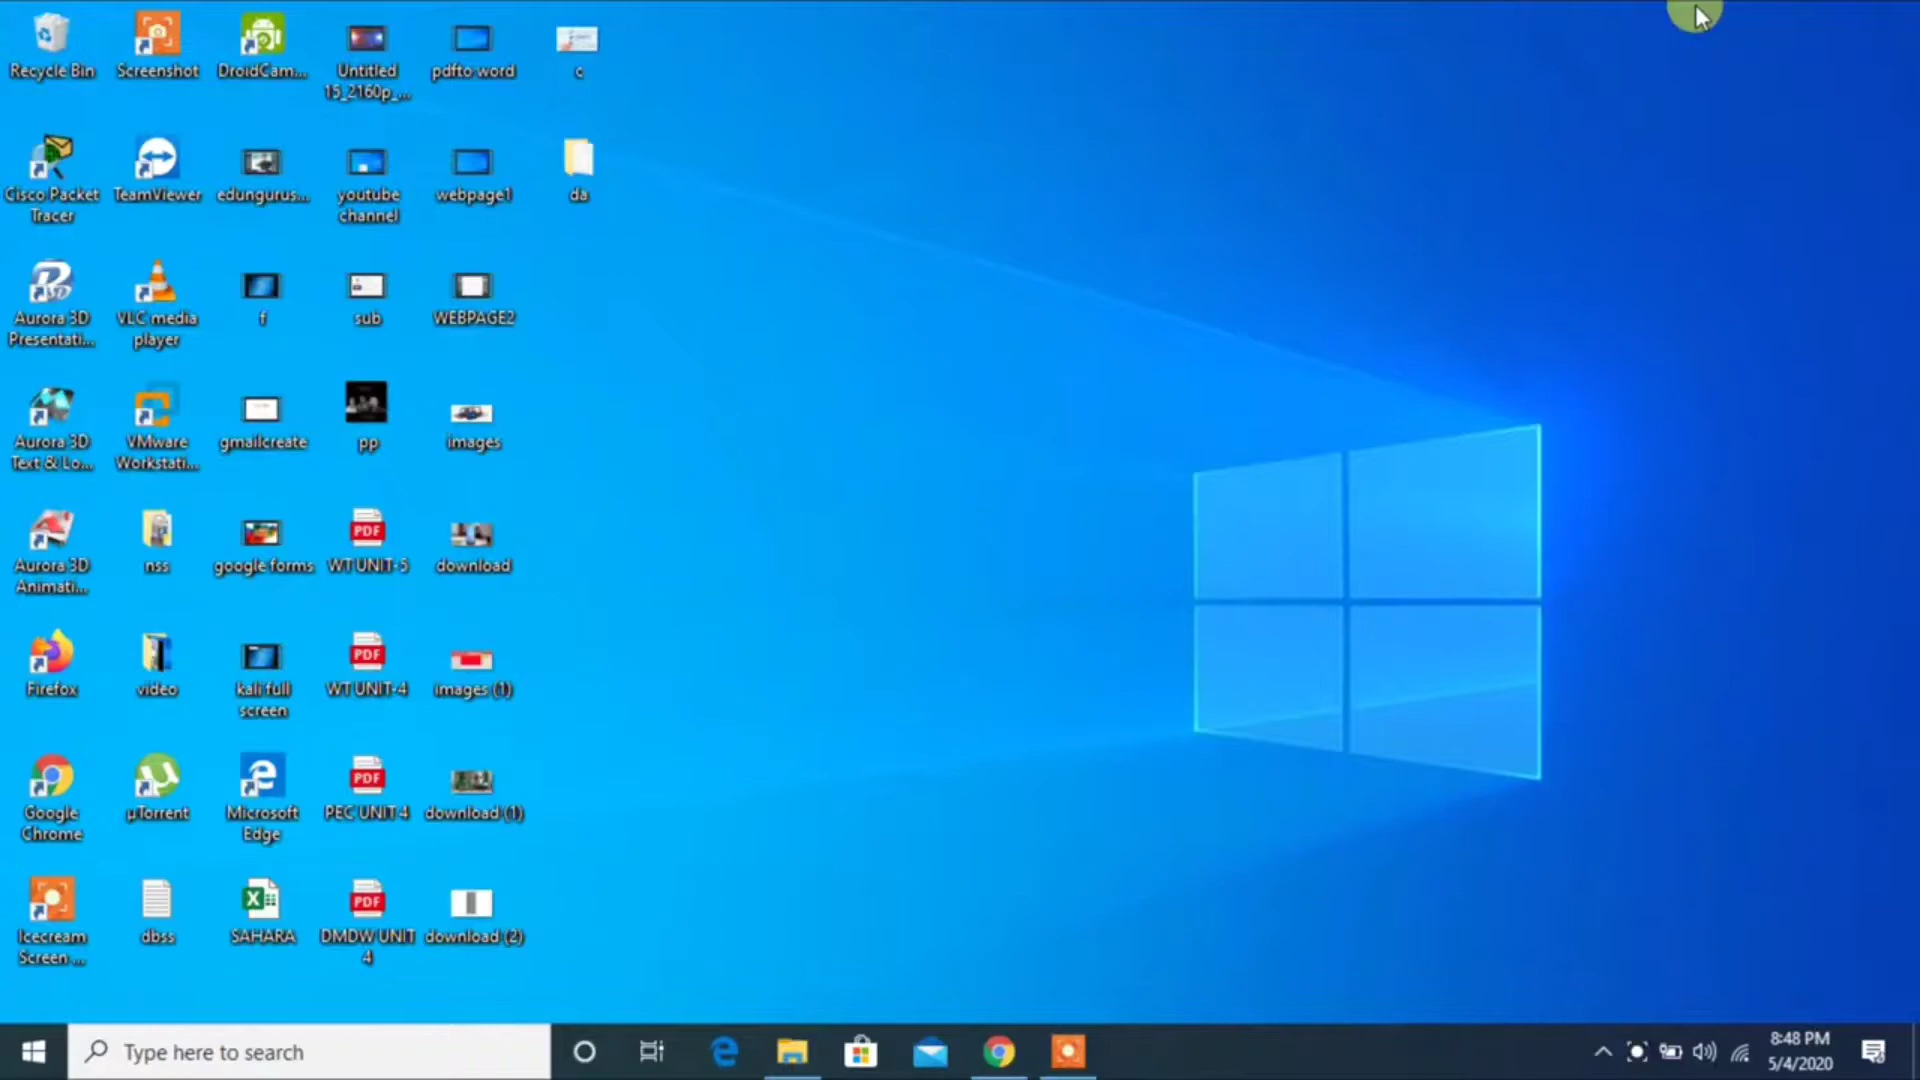 Recycle Bin
Screenshot
DroidCam...
Untitled
15_2160p_...
pdfto word
c
Cisco Packet
Tracer
TeamViewer
edungurus...
youtube
channel
webpage1
da
Aurora 3D
Presentati...
VLC media
player
f
sub
WEBPAGE2
Aurora 3D
Text & Lo...
VMware
Workstati...
gmailcreate
pp
images
Aurora 3D
Animati...
nss
google forms
PDF
WT UNIT-5
download
Firefox
video
kali full
screen
PDF
WT UNIT-4
images (1)
Google
Chrome
µTorrent
Microsoft
Edge
PDF
PEC UNIT 4
download (1)
Icecream
Screen ...
dbss
SAHARA
PDF
DMDW UNIT
4
download (2)
Type here to search
8:48 PM
5/4/2020